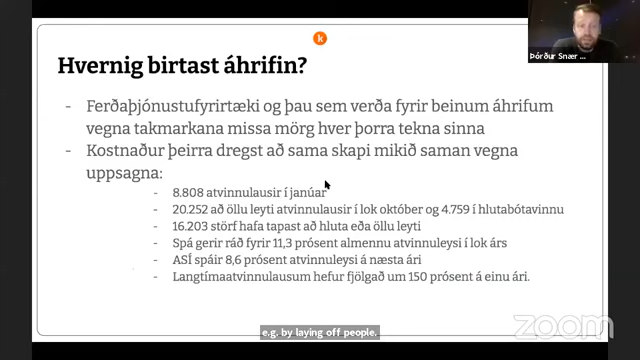 k
Þórður Snær ...
Hvernig birtast áhrifin?
- Ferðaþjónustufyrirtæki og þau sem verða fyrir beinum áhrifum
vegna takmarkana missa mörg hver þorra tekna sinna
- Kostnaður þeirra dregst að sama skapi mikið saman vegna
uppsagna:
- 8.808 atvinnulausir í janúar
- 20.252 að öllu leyti atvinnulausir í lok október og 4.759 í hlutabótavinnu
- 16.203 störf hafa tapast að hluta eða öllu leyti
- Spá gerir ráð fyrir 11,3 prósent almennu atvinnuleysi í lok árs
- ASÍ spáir 8,6 prósent atvinnuleysi á næsta ári
- Langtímaatvinnulausum hefur fjölgað um 150 prósent á einu ári.
e.g. by laying off people.
zoom